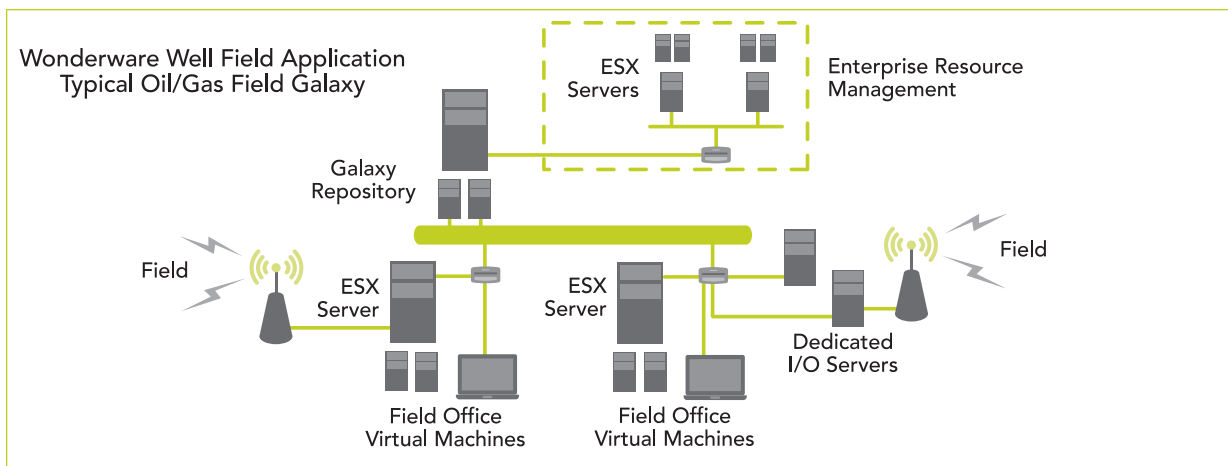 Wonderware Well Field Application
Typical Oil/Gas Field Galaxy
ESX
Servers
Enterprise Resource
Management
Galaxy
Repository
Field
ESX
Server
ESX
Server
Field
Dedicated
I/O Servers
Field Office
Virtual Machines
Field Office
Virtual Machines